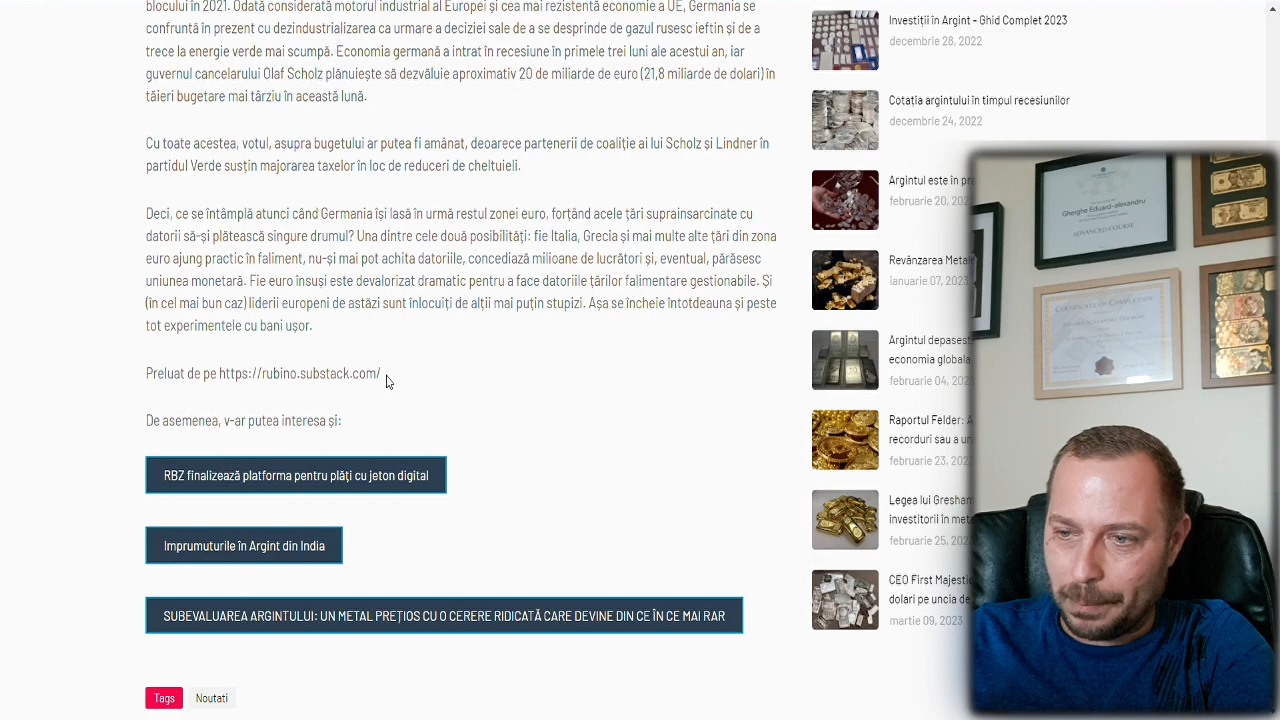 blocului în 2021. Odată considerată motorul industrial al Europei și cea mai rezistentă economie a UE, Germania se
confruntă în prezent cu dezindustrializarea ca urmare a deciziei sale de a se desprinde de gazul rusesc ieftin și de a
trece la energie verde mai scumpă. Economia germană a intrat în recesiune în primele trei luni ale acestui an, iar
guvernul cancelarului Olaf Scholz plănuiește să dezvăluie aproximativ 20 de miliarde de euro (21,8 miliarde de dolari) în
tăieri bugetare mai târziu în această lună.
Cu toate acestea, votul, asupra bugetului ar putea fi amânat, deoarece partenerii de coaliție ai lui Scholz și Lindner în
partidul Verde susțin majorarea taxelor în loc de reduceri de cheltuieli.
Deci, ce se întâmplă atunci când Germania își dă în urmă restul zonei euro, forțând acele țări suprainsarcinate cu
datorii să-și plătească singure drumul? Una dintre două posibilități: fie Italia, Grecia și mai multe alte țări din zona
euro ajung practic în faliment, nu-și mai pot achita datoriile, concediază milioane de lucrători și, eventual, părăsesc
uniunea monetară. Fie euro însuși este devalorizat dramatic pentru a face datoriile țărilor falimentare gestionabile. Și
(în cel mai bun caz) liderii europeni de astăzi sunt înlocuiți de alții mai puțin stupizi. Așa se încheie întotdeauna și peste
tot experimentele cu bani ușor.
Preluat de pe https://rubino.substack.com/
De asemenea, v-ar putea interesa și:
RBZ finalizează platforma pentru plăți cu jeton digital
Imprumuturile în Argint din India
SUBEVALUAREA ARGINTULUI: UN METAL PREȚIOS CU O CERERE RIDICATĂ CARE DEVINE DIN CE ÎN CE MAI RAR
Tags Noutati
Investiții în Argint - Ghid Complet 2023
decembrie 28, 2022
Cotația argintului în timpul recesiunilor
decembrie 24, 2022
Argintul este în
februarie 20, 202
Revânzarea
ianuarie 07, 2023
Argintul depaseste
economia globala
februarie 04, 202
Raportul Felder: A
recorduri sau a
februarie 23, 202
Legea lui Gresham
investitorii în
februarie 25, 202
CEO First Majestic
dolari pe uncia de
martie 09, 2023
Gherghe Eduard-alexandru
ADVANCED COURSE
CERTIFICATE OF COMPLETION